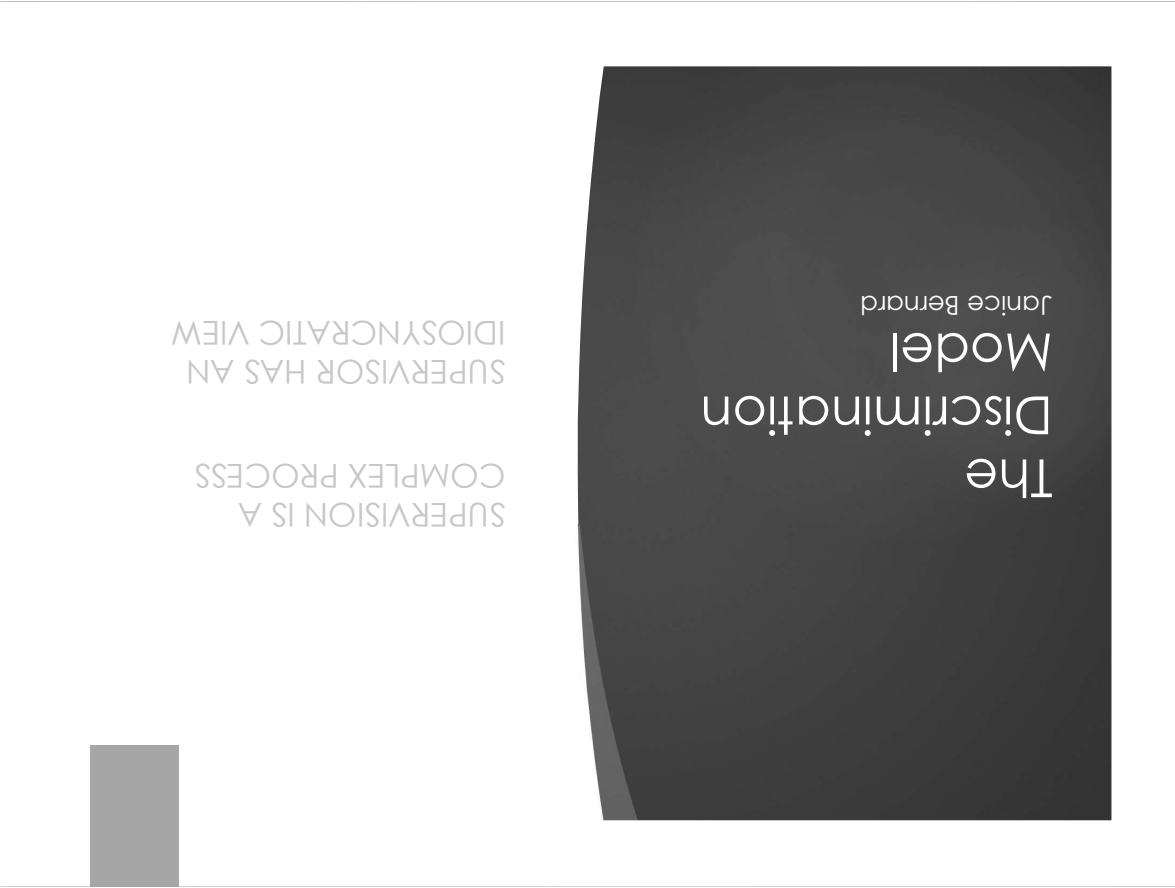 The
Discrimination
Model
Janice Bernard
SUPERVISION IS A
COMPLEX PROCESS
SUPERVISOR HAS AN
IDIOSYNCRATIC VIEW